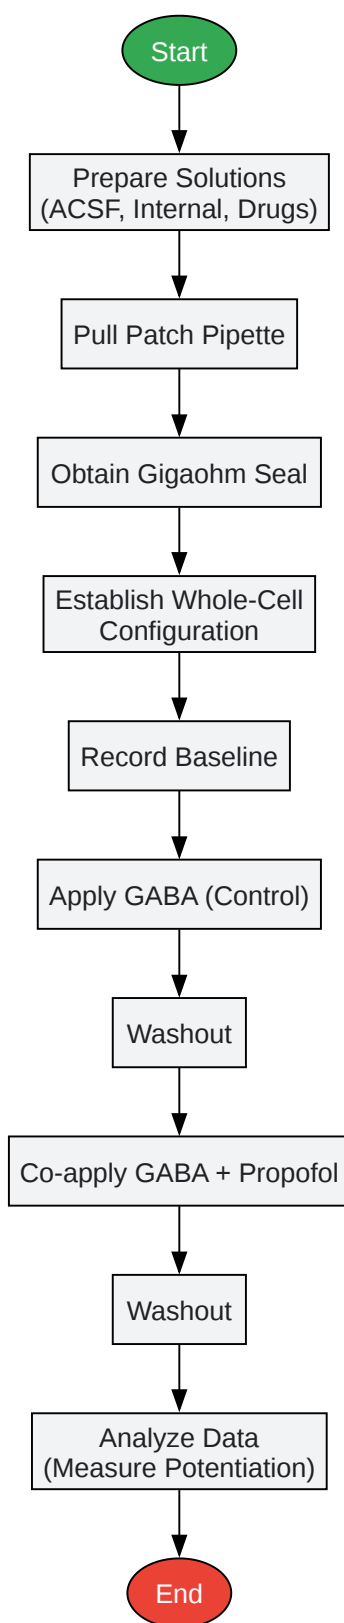 Start
Prepare Solutions
(ACSF, Internal, Drugs)
Pull Patch Pipette
Obtain Gigaohm Seal
Establish Whole-Cell
Configuration
Record Baseline
Apply GABA (Control)
Washout
Co-apply GABA + Propofol
Washout
Analyze Data
(Measure Potentiation)
End